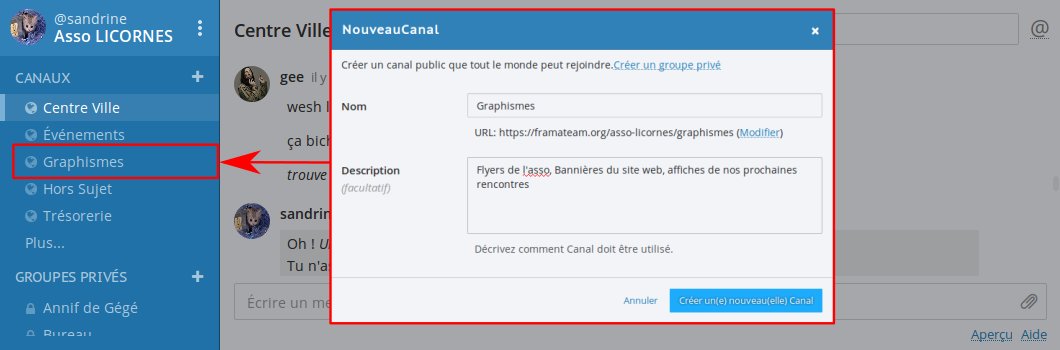 @sandrine
Asso LICORNES
CANAUX +
Centre Ville
Événements
Graphismes
Hors Sujet
Trésorerie
Plus...
GROUPES PRIVÉS +
Annif de Gégé
Bureau
Centre Ville
@
gee il y
wesh
ça bich
trouve
sandrin
Oh !
Tu n'as
Écrire un me
Aperçu Aide
NouveauCanal ×
Créer un canal public que tout le monde peut rejoindre.Créer un groupe privé
Nom
Graphismes
URL: https://framateam.org/asso-licornes/graphismes (Modifier)
Description
(facultatif)
Flyers de l'asso, Bannières du site web, affiches de nos prochaines
rencontres
Décrivez comment Canal doit être utilisé.
Annuler
Créer un(e) nouveau(elle) Canal